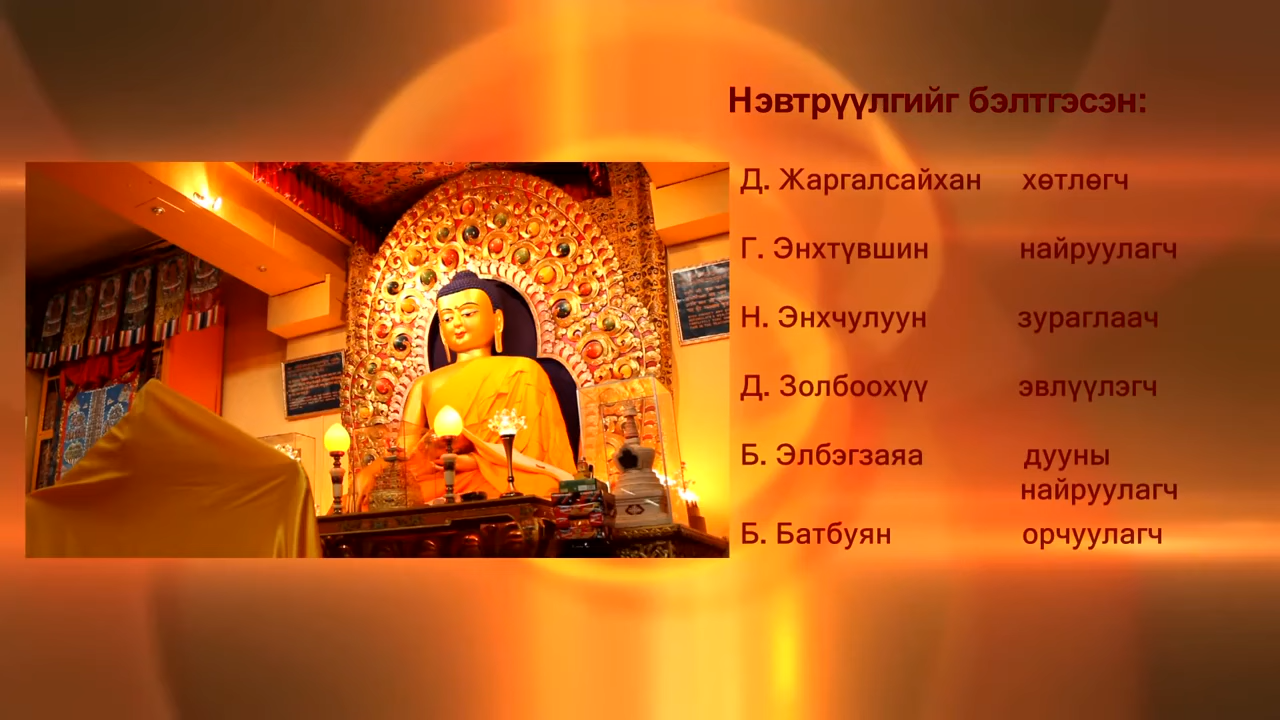 Нэвтрүүлгийг бэлтгэсэн:
Д. Жаргалсайхан хөтлөгч
Г. Энхтүвшин найруулагч
Н. Энхчулуун зураглаач
Д. Золбоохүү эвлүүлэгч
Б. Элбэгзаяа дууны
найруулагч
Б. Батбуян орчуулагч